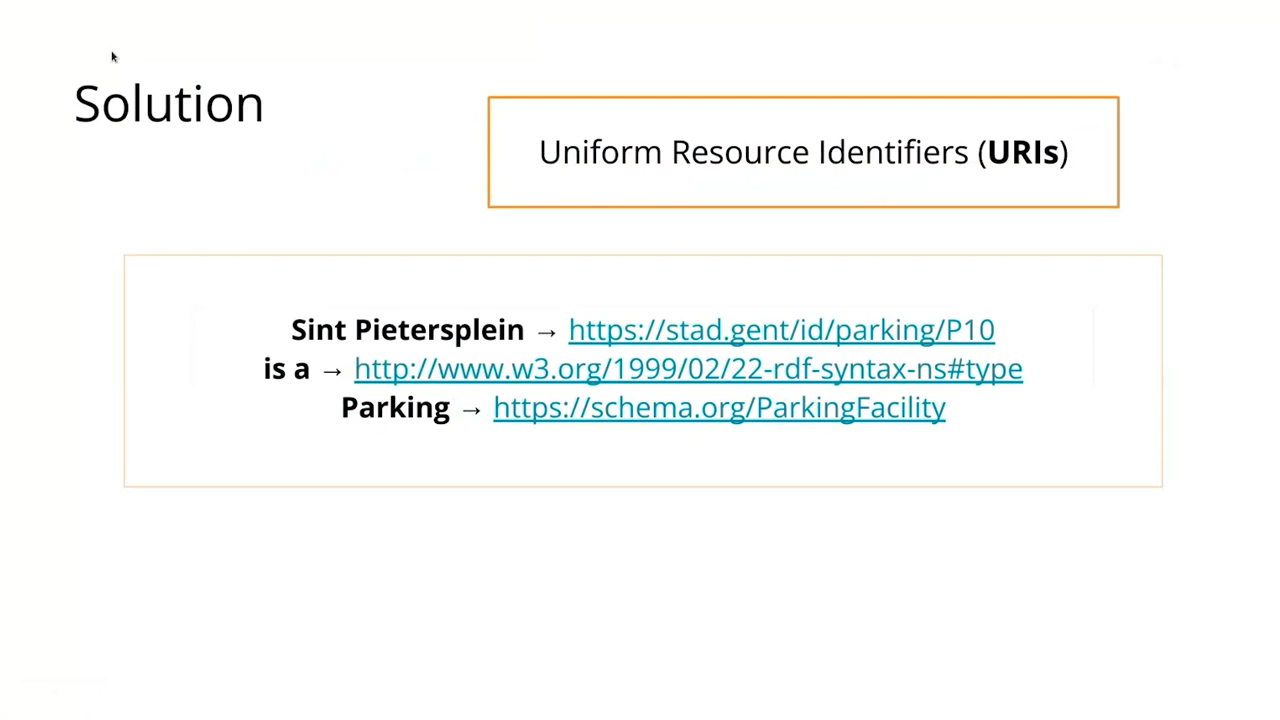 Solution
Uniform Resource Identifiers (URIs)
Sint Pietersplein → https://stad.gent/id/parking/P10
is a → http://www.w3.org/1999/02/22-rdf-syntax-ns#type
Parking → https://schema.org/ParkingFacility